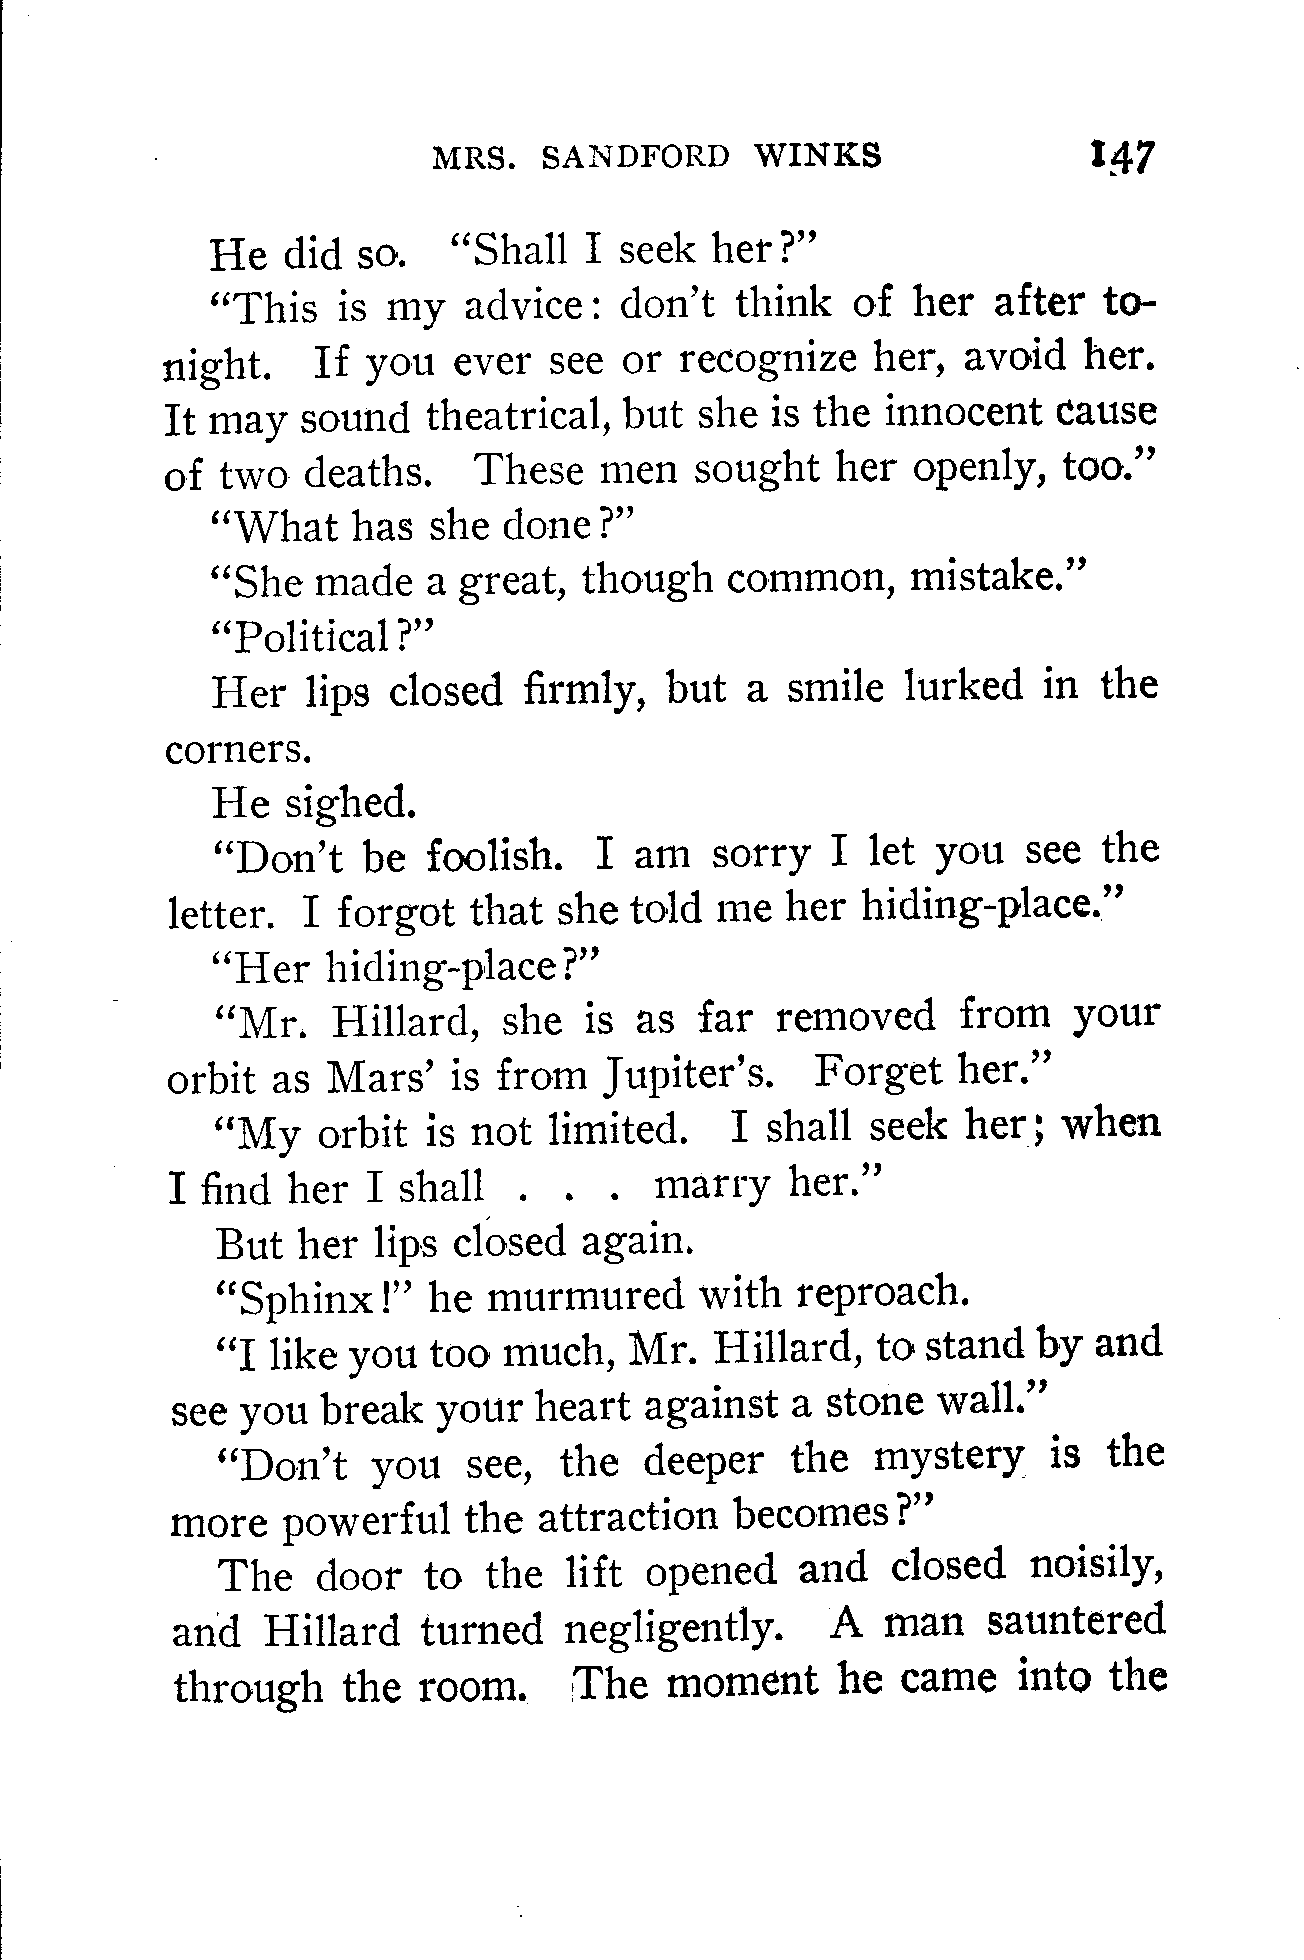 MRS. SANDFORD WINKS 147
He did so. “Shall I seek her?”
“This is my advice: don’t think of her after to-
night. If you ever see or recognize her, avoid her.
It may sound theatrical, but she is the innocent cause
of two deaths. These men sought her openly, too.”
“What has she done?”
“She made a great, though common, mistake.”
“Political?”
Her lips closed firmly, but a smile lurked in the
corners.
He sighed.
“Don’t be foolish. I am sorry I let you see the
letter. I forgot that she told me her hiding-place.”
“Her hiding-place?”
“Mr. Hillard, she is as far removed from your
orbit as Mars’ is from Jupiter’s. Forget her.”
“My orbit is not limited. I shall seek her; when
I find her I shall . . . marry her.”
But her lips closed again.
“Sphinx!” he murmured with reproach.
“I like you too much, Mr. Hillard, to stand by and
see you break your heart against a stone wall.”
“Don’t you see, the deeper the mystery is the
more powerful the attraction becomes?”
The door to the lift opened and closed noisily,
and Hillard turned negligently. A man sauntered
through the room. The moment he came into the